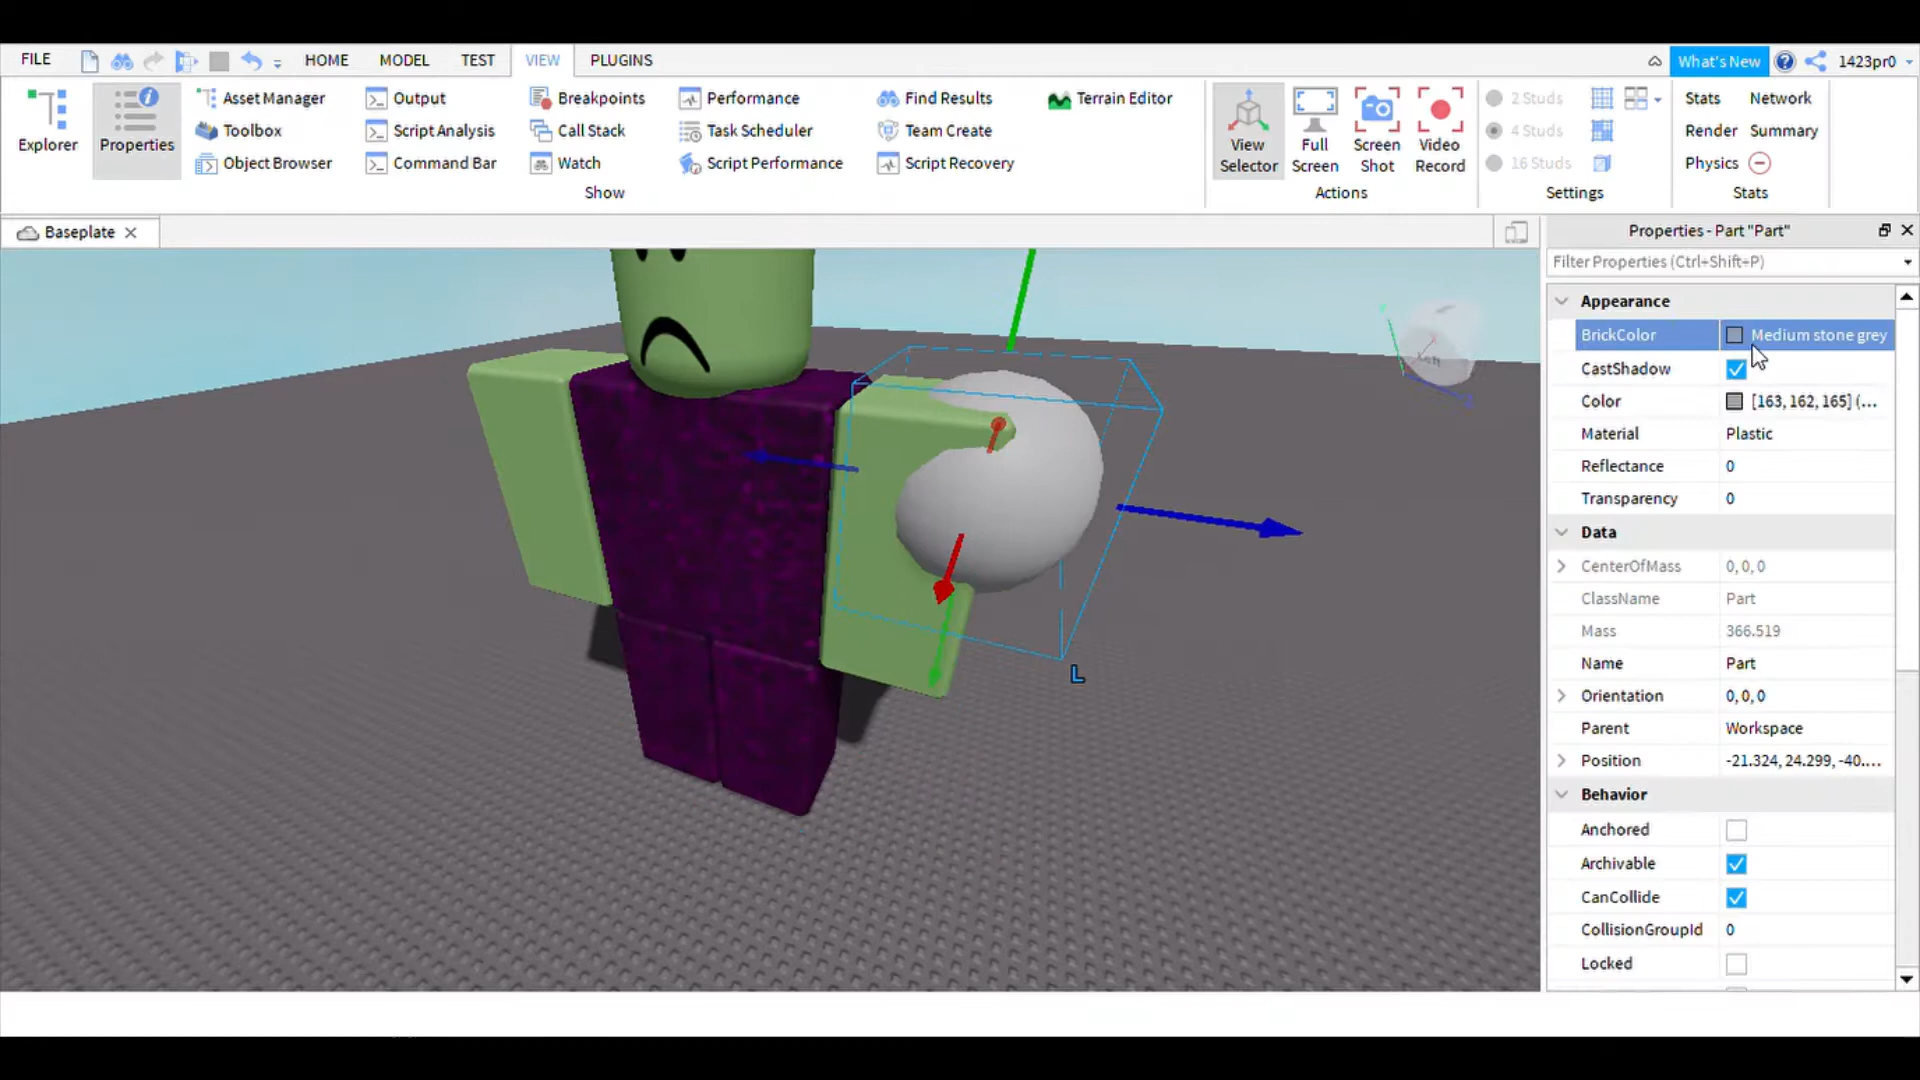 FILE HOME MODEL TEST VIEW PLUGINS What's New 1423pr0
Explorer
Properties
Asset Manager
Toolbox
Object Browser
Output
Script Analysis
Command Bar
Breakpoints
Call Stack
Watch
Performance
Task Scheduler
Script Performance
Find Results
Team Create
Script Recovery
Terrain Editor
Show
View
Selector
Full
Screen
Screen
Shot
Video
Record
Actions
2 Studs
4 Studs
16 Studs
Settings
Stats Network
Render Summary
Physics
Stats
Baseplate
L
Properties - Part "Part"
Filter Properties (Ctrl+Shift+P)
Appearance
BrickColor Medium stone grey
CastShadow
Color [163, 162, 165] (...
Material Plastic
Reflectance 0
Transparency 0
Data
CenterOfMass 0, 0, 0
ClassName Part
Mass 366.519
Name Part
Orientation 0, 0, 0
Parent Workspace
Position -21.324, 24.299, -40....
Behavior
Anchored
Archivable
CanCollide
CollisionGroupId 0
Locked